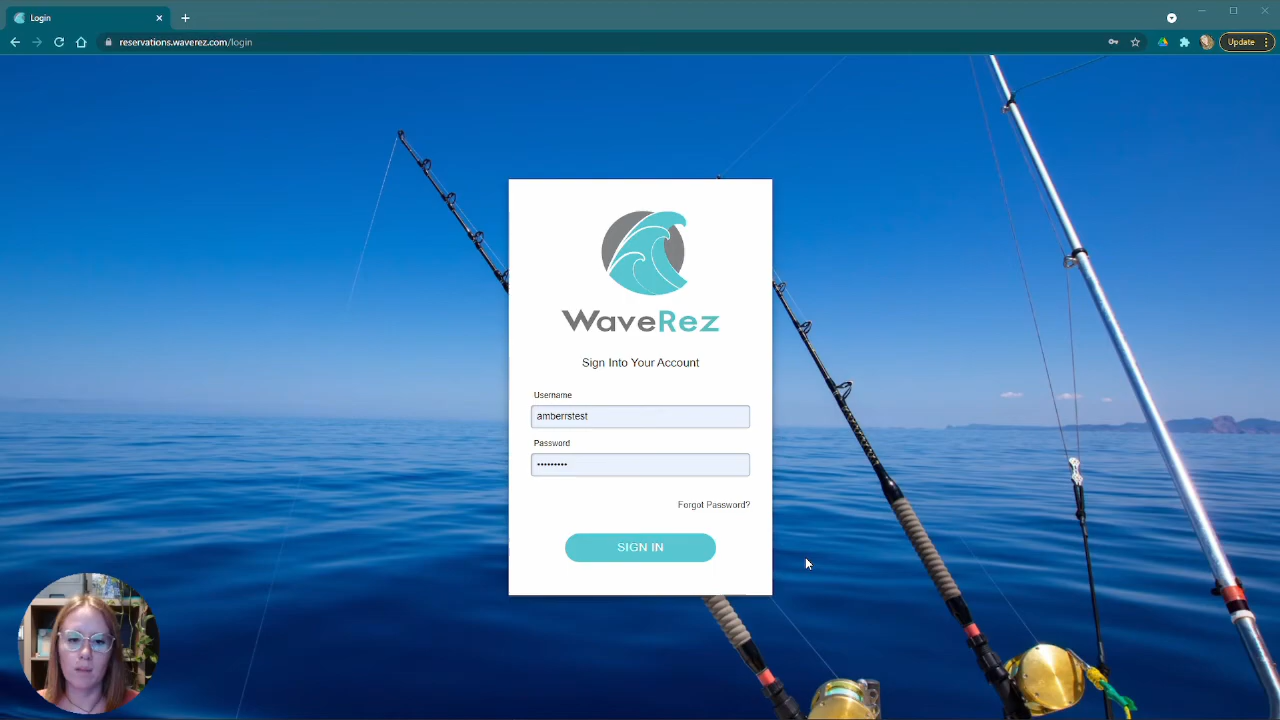 Login
reservations.waverez.com/login
Update
WaveRez
Sign Into Your Account
Username
amberrstest
Password
•••••••••
Forgot Password?
SIGN IN